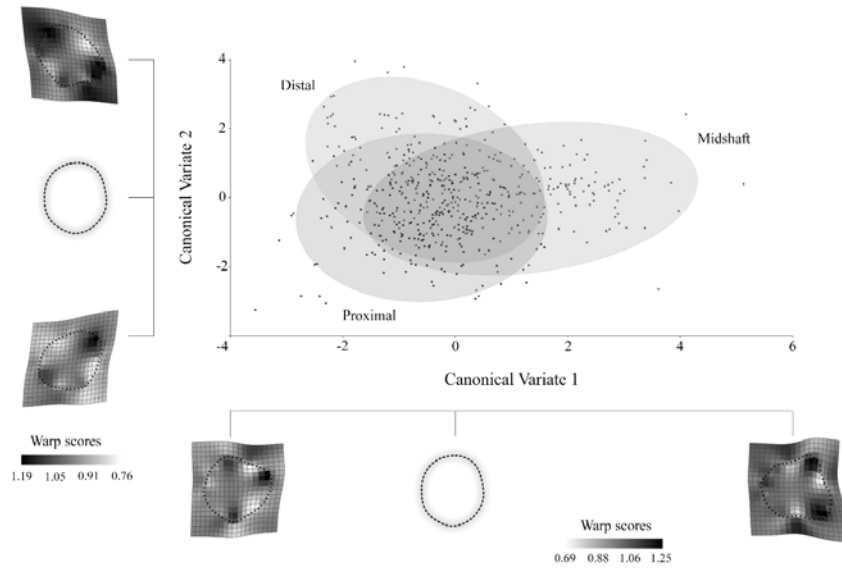 4
Distal
2
Midshaft
0
Canonical Variate 2
-2
Proximal
-4
-4
-2
0
2
4
6
Canonical Variate 1
Warp scores
1.19 1.05 0.91 0.76
Warp scores
0.69 0.88 1.06 1.25